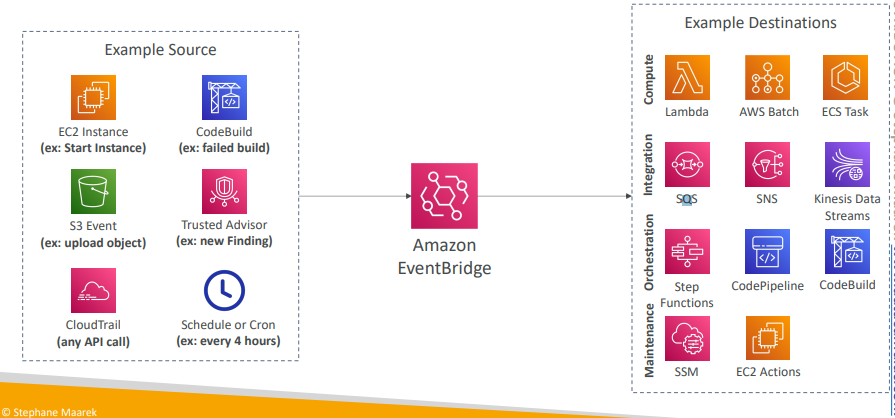 Example Source
EC2 Instance
(ex: Start Instance)
CodeBuild
(ex: failed build)
S3 Event
(ex: upload object)
Trusted Advisor
(ex: new Finding)
CloudTrail
(any API call)
Schedule or Cron
(ex: every 4 hours)
Amazon
EventBridge
Example Destinations
Compute
Lambda
AWS Batch
ECS Task
Integration
SQS
SNS
Kinesis Data
Streams
Orchestration
Step
Functions
CodePipeline
CodeBuild
Maintenance
SSM
EC2 Actions
© Stephane Maarek